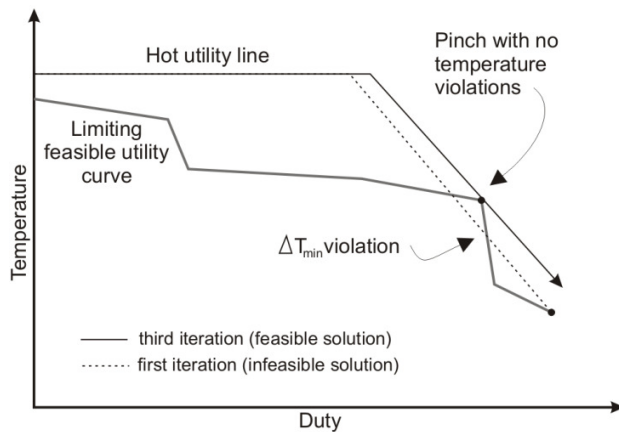 Pinch with no
temperature
violations
Hot utility line
Limiting
feasible utility
curve
Temperature
ΔTmin violation
third iteration (feasible solution)
first iteration (infeasible solution)
Duty